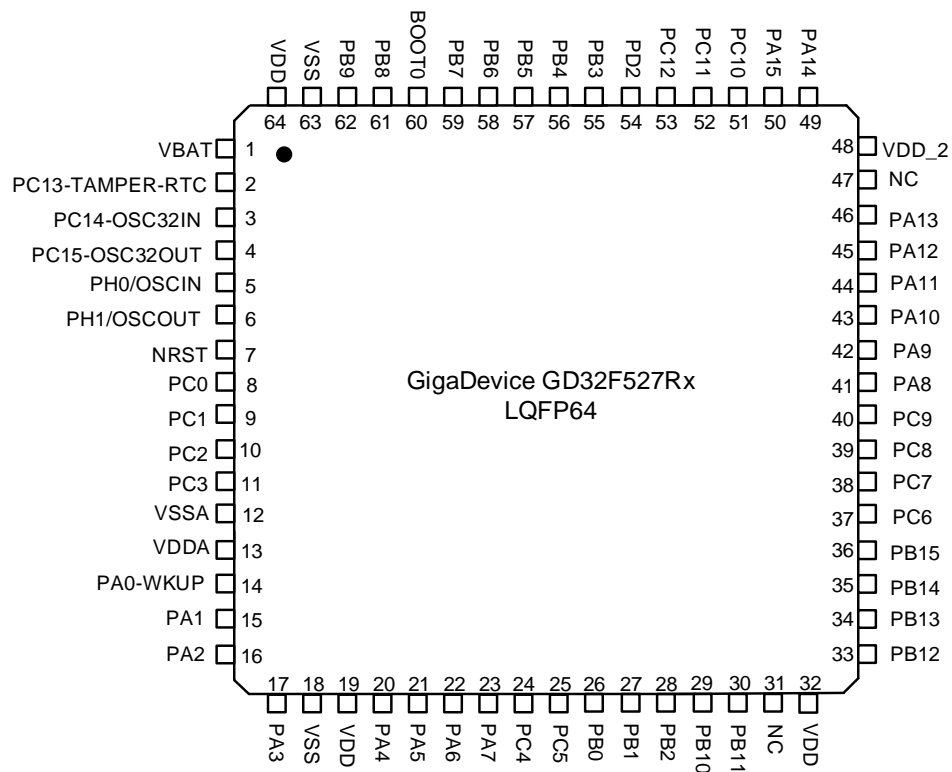 VDD VSS PB9 PB8 BOOT0 PB7 PB6 PB5 PB4 PB3 PD2 PC12 PC11 PC10 PA15 PA14
64 63 62 61 60 59 58 57 56 55 54 53 52 51 50 49
VBAT 1
PC13-TAMPER-RTC 2
PC14-OSC32IN 3
PC15-OSC32OUT 4
PH0/OSCIN 5
PH1/OSCOUT 6
NRST 7
PC0 8
PC1 9
PC2 10
PC3 11
VSSA 12
VDDA 13
PA0-WKUP 14
PA1 15
PA2 16
GigaDevice GD32F527Rx
LQFP64
48 VDD_2
47 NC
46 PA13
45 PA12
44 PA11
43 PA10
42 PA9
41 PA8
40 PC9
39 PC8
38 PC7
37 PC6
36 PB15
35 PB14
34 PB13
33 PB12
17 18 19 20 21 22 23 24 25 26 27 28 29 30 31 32
PA3 VSS VDD PA4 PA5 PA6 PA7 PC4 PC5 PB0 PB1 PB2 PB10 PB11 NC VDD